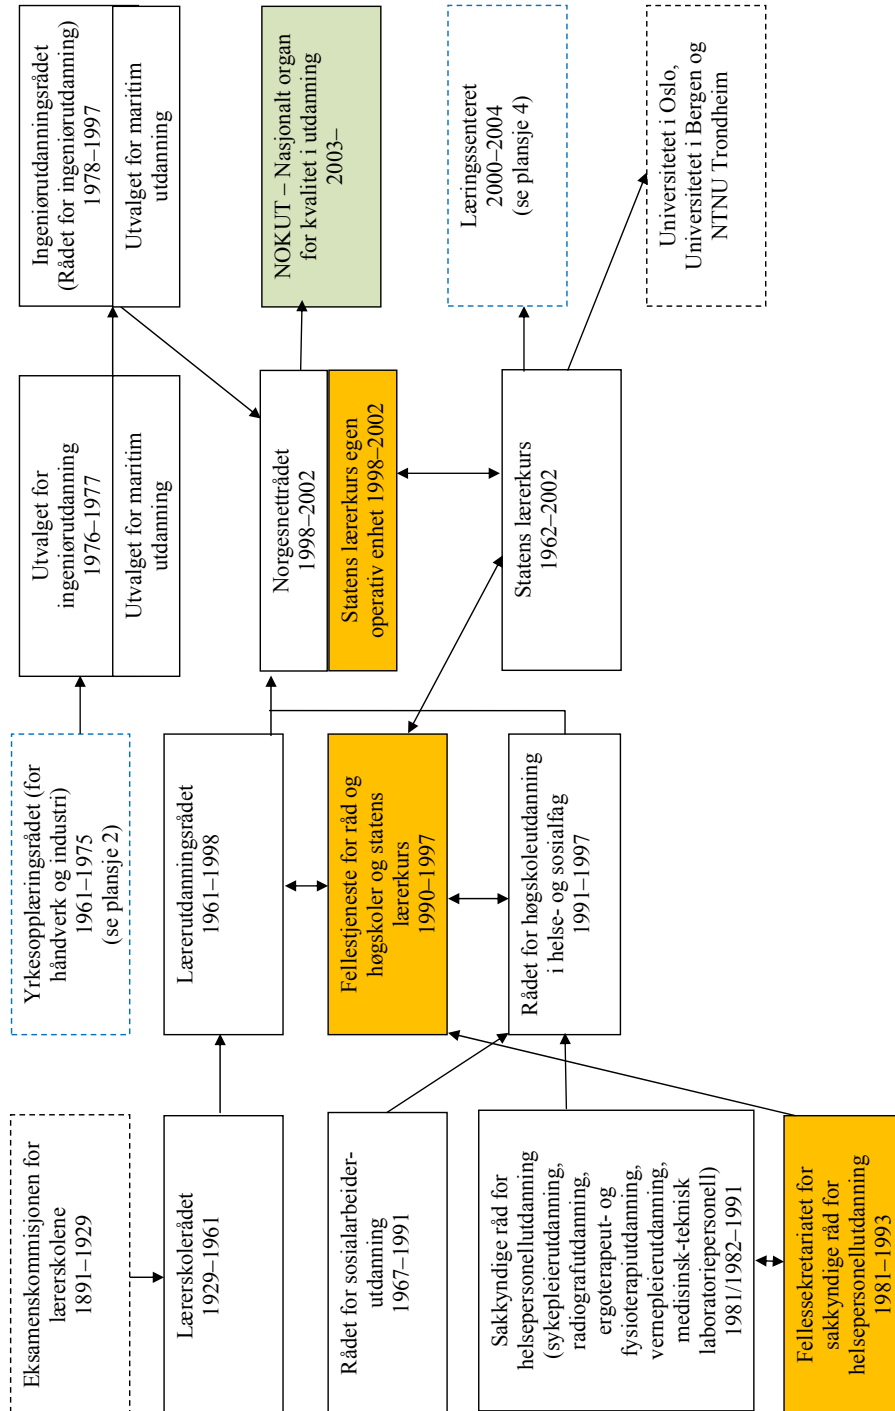 Eksamenskommisjonen for
lærerskolene
1891–1929
Lærerskolerådet
1929–1961
Rådet for sosialarbeider-
utdanning
1967–1991
Sakkyndige råd for
helsepersonellutdanning
(sykepleierutdanning,
radiografutdanning,
ergoterapeut- og
fysioterapiutdanning,
vernepleierutdanning,
medisinsk-teknisk
laboratoriepersonell)
1981/1982–1991
Fellessekretariatet for
sakkyndige råd for
helsepersonellutdanning
1981–1993
Yrkesopplæringsrådet (for
håndverk og industri)
1961–1975
(se plansje 2)
Lærerutdanningsrådet
1961–1998
Fellestjeneste for råd og
høgskoler og statens
lærerkurs
1990–1997
Rådet for høgskoleutdanning
i helse- og sosialfag
1991–1997
Utvalget for
ingeniørutdanning
1976–1977
Utvalget for maritim
utdanning
Norgesnettrådet
1998–2002
Statens lærerkurs egen
operativ enhet 1998–2002
Statens lærerkurs
1962–2002
Ingeniørutdanningsrådet
(Rådet for ingeniørutdanning)
1978–1997
Utvalget for maritim
utdanning
NOKUT – Nasjonalt organ
for kvalitet i utdanning
2003–
Læringssenteret
2000–2004
(se plansje 4)
Universitetet i Oslo,
Universitetet i Bergen og
NTNU Trondheim